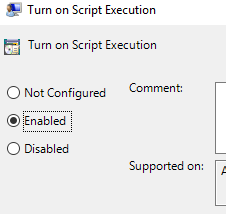 Turn on Script Execution
Turn on Script Execution
Not Configured
Comment:
Enabled
Disabled
Supported on: